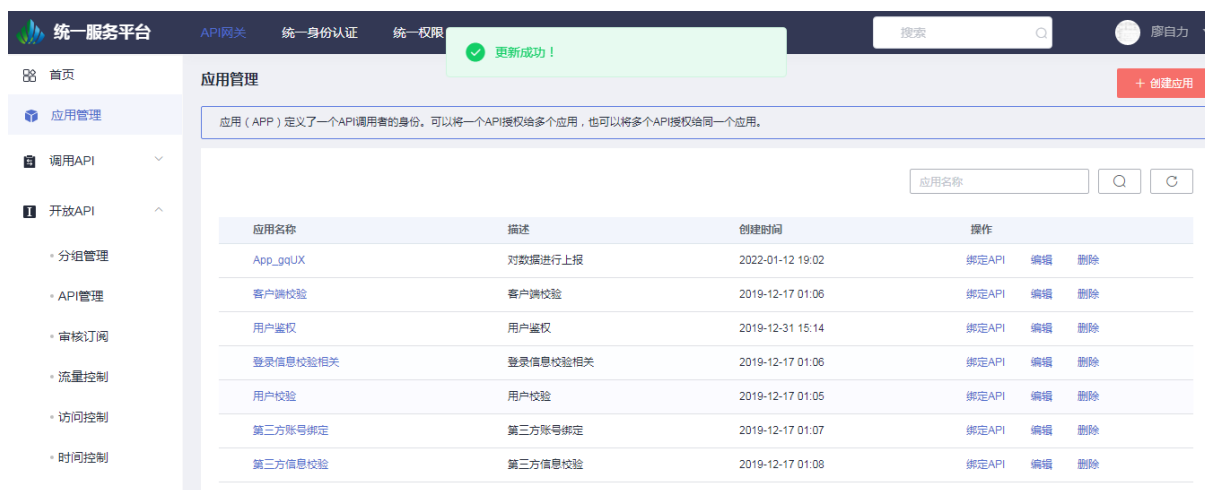 统一服务平台 API网关 统一身份认证 统一权限 搜索 廖自力
更新成功！
首页
应用管理
+ 创建应用
应用管理
应用（APP）定义了一个API调用者的身份。可以将一个API授权给多个应用，也可以将多个API授权给同一个应用。
调用API
应用名称
开放API
应用名称 描述 创建时间 操作
分组管理
App_gqUX 对数据进行上报 2022-01-12 19:02 绑定API 编辑 删除
API管理
客户端校验 客户端校验 2019-12-17 01:06 绑定API 编辑 删除
用户鉴权 用户鉴权 2019-12-31 15:14 绑定API 编辑 删除
审核订阅
登录信息校验相关 登录信息校验相关 2019-12-17 01:06 绑定API 编辑 删除
流量控制
用户校验 用户校验 2019-12-17 01:05 绑定API 编辑 删除
访问控制
第三方账号绑定 第三方账号绑定 2019-12-17 01:07 绑定API 编辑 删除
时间控制
第三方信息校验 第三方信息校验 2019-12-17 01:08 绑定API 编辑 删除